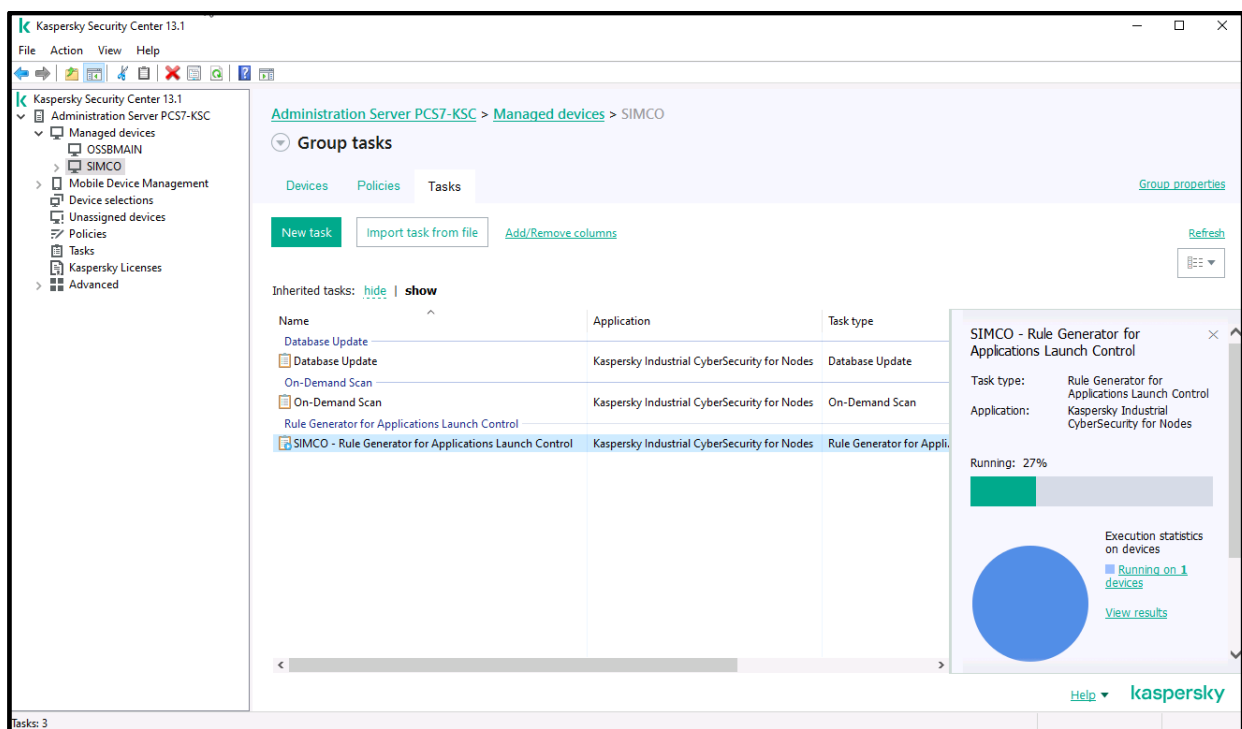 Kaspersky Security Center 13.1
File Action View Help
Kaspersky Security Center 13.1
Administration Server PCS7-KSC
Managed devices
OSSBMAIN
SIMCO
Mobile Device Management
Device selections
Unassigned devices
Policies
Tasks
Kaspersky Licenses
Advanced
Administration Server PCS7-KSC > Managed devices > SIMCO
Group tasks
Devices Policies Tasks
Group properties
New task Import task from file Add/Remove columns
Refresh
Inherited tasks: hide | show
Name Application Task type
Database Update
Database Update Kaspersky Industrial CyberSecurity for Nodes Database Update
On-Demand Scan
On-Demand Scan Kaspersky Industrial CyberSecurity for Nodes On-Demand Scan
Rule Generator for Applications Launch Control
SIMCO - Rule Generator for Applications Launch Control Kaspersky Industrial CyberSecurity for Nodes Rule Generator for Appli.
SIMCO - Rule Generator for
Applications Launch Control
Task type: Rule Generator for
Applications Launch Control
Application: Kaspersky Industrial
CyberSecurity for Nodes
Running: 27%
Execution statistics
on devices
Running on 1
devices
View results
Help kaspersky
Tasks: 3